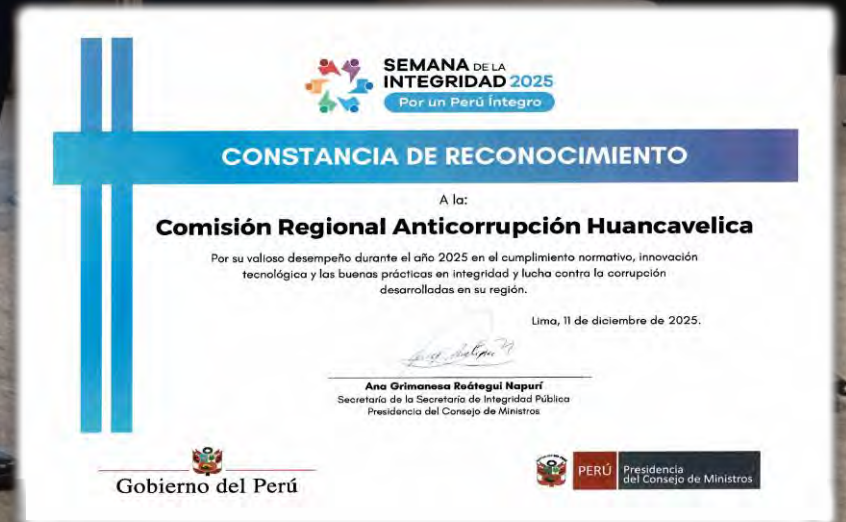 SEMANA DE LA
INTEGRIDAD 2025
Por un Perú Íntegro
CONSTANCIA DE RECONOCIMIENTO
A la:
Comisión Regional Anticorrupción Huancavelica
Por su valioso desempeño durante el año 2025 en el cumplimiento normativo, innovación
tecnológica y las buenas prácticas en integridad y lucha contra la corrupción
desarrolladas en su región.
Lima, 11 de diciembre de 2025.
Ana Grimanesa Reátegui Napurí
Secretaria de la Secretaría de Integridad Pública
Presidencia del Consejo de Ministros
Gobierno del Perú
PERÚ
Presidencia
del Consejo de Ministros